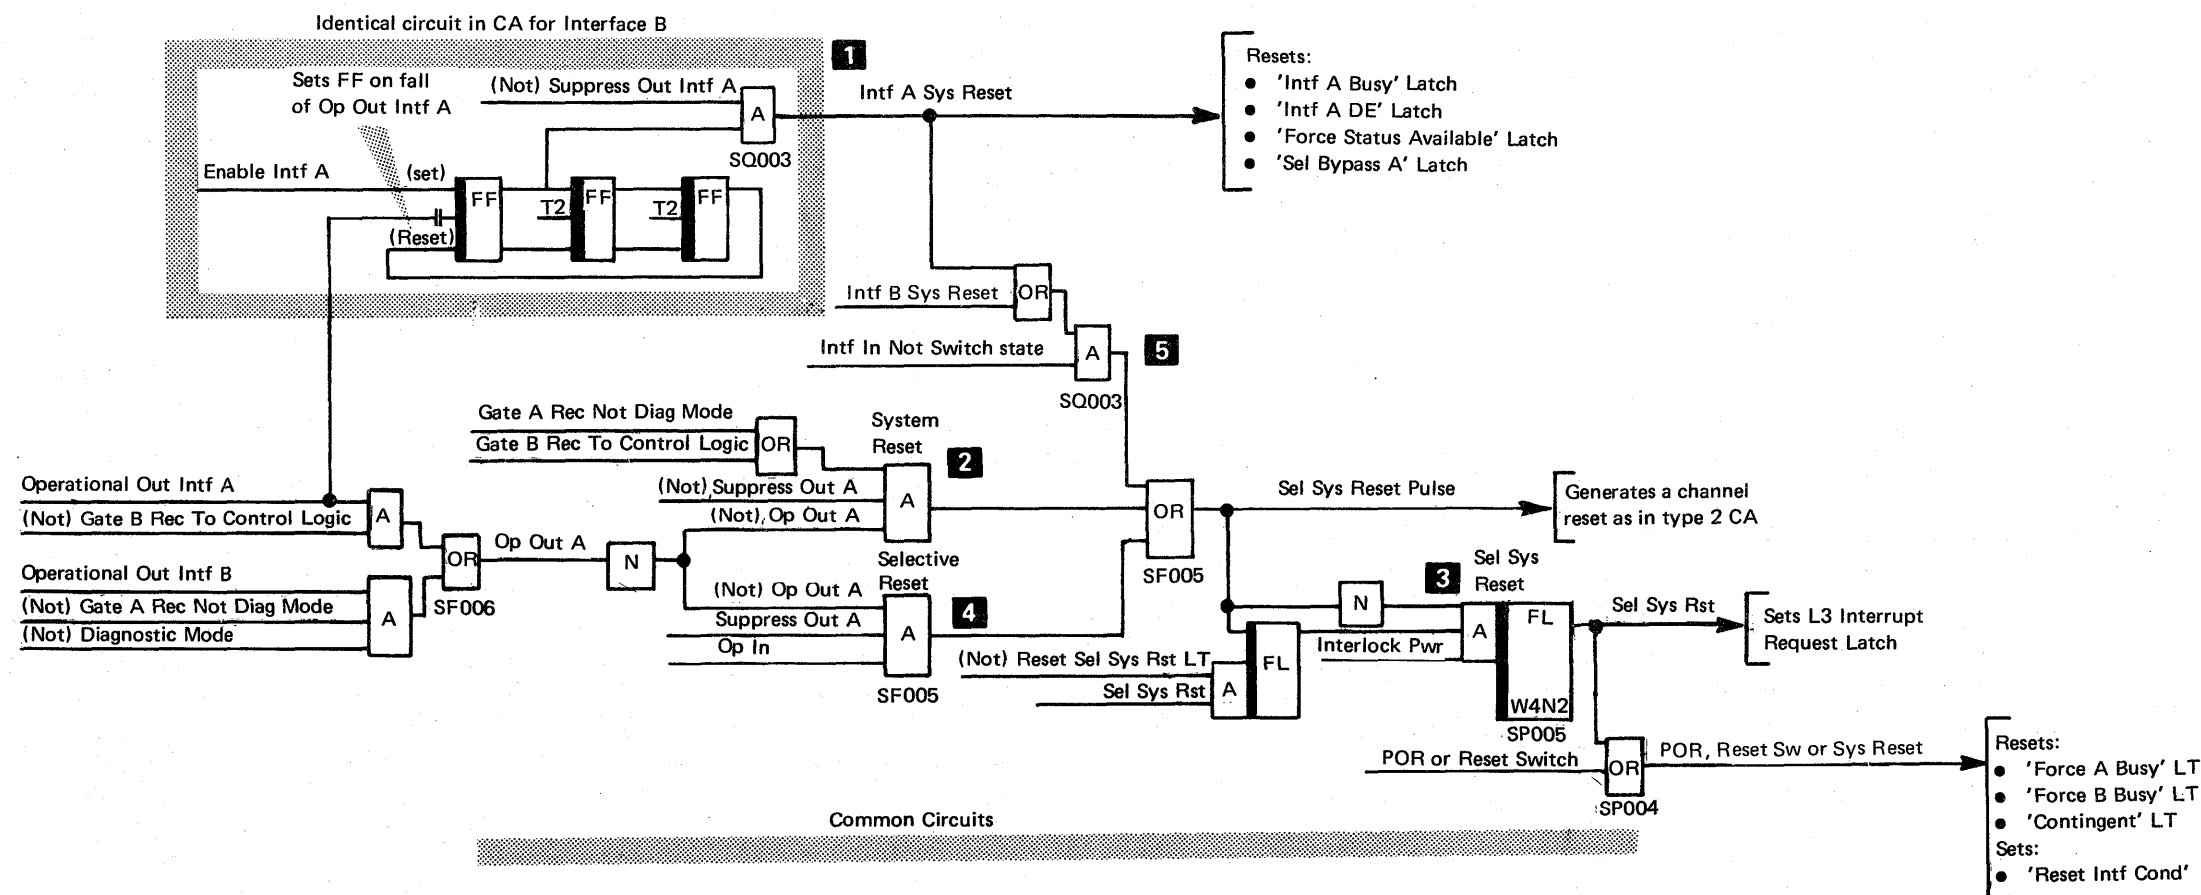 Identical circuit in CA for Interface B
1
Sets FF on fall
of Op Out Intf A
(Not) Suppress Out Intf A
A
SQ003
Intf A Sys Reset
Resets:
● 'Intf A Busy' Latch
● 'Intf A DE' Latch
● 'Force Status Available' Latch
● 'Sel Bypass A' Latch
Enable Intf A
(set)
(Reset)
FF
T2
FF
T2
FF
Intf B Sys Reset
OR
Intf In Not Switch state
A
5
SQ003
Gate A Rec Not Diag Mode
Gate B Rec To Control Logic
OR
System
Reset
2
(Not) Suppress Out A
(Not) Op Out A
A
Operational Out Intf A
(Not) Gate B Rec To Control Logic
A
Operational Out Intf B
(Not) Gate A Rec Not Diag Mode
(Not) Diagnostic Mode
A
OR
SF006
Op Out A
N
Selective
Reset
4
(Not) Op Out A
Suppress Out A
Op In
A
SF005
OR
SF005
Sel Sys Reset Pulse
Generates a channel
reset as in type 2 CA
3
Sel Sys
Reset
N
(Not) Reset Sel Sys Rst LT
Sel Sys Rst
A
FL
Interlock Pwr
A
FL
W4N2
SP005
Sel Sys Rst
Sets L3 Interrupt
Request Latch
POR or Reset Switch
OR
SP004
POR, Reset Sw or Sys Reset
Resets:
● 'Force A Busy' LT
● 'Force B Busy' LT
● 'Contingent' LT
Sets:
● 'Reset Intf Cond'
Common Circuits